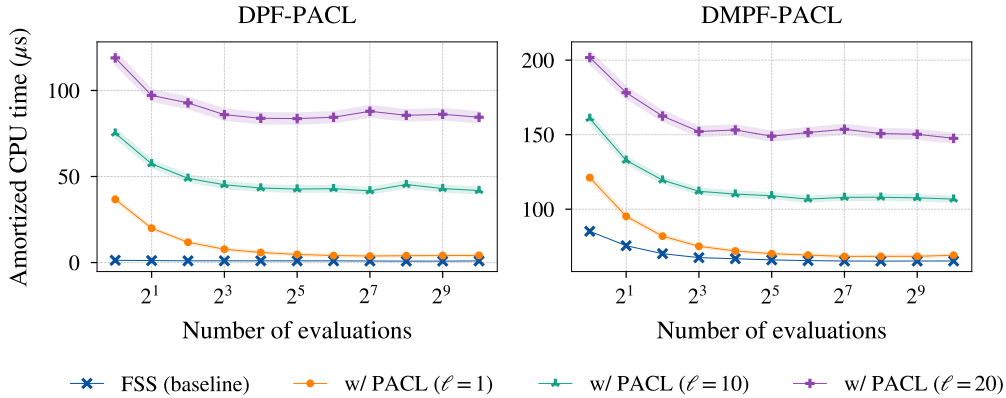 DPF-PACL
DMPF-PACL
Amortized CPU time (μs)
100
50
0
2^1 2^3 2^5 2^7 2^9
Number of evaluations
200
150
100
2^1 2^3 2^5 2^7 2^9
Number of evaluations
FSS (baseline) w/ PACL (ℓ = 1) w/ PACL (ℓ = 10) w/ PACL (ℓ = 20)